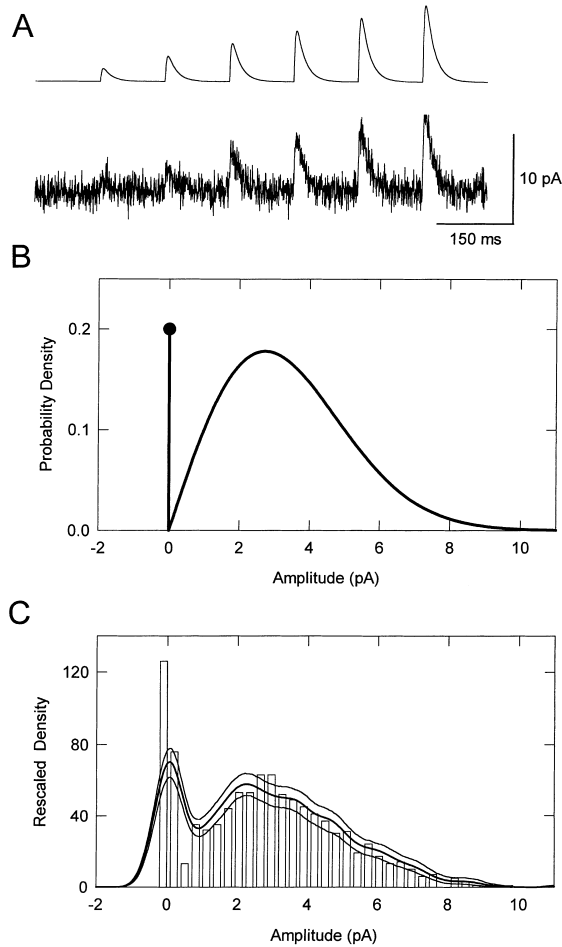 A
10 pA
150 ms
B
Probability Density
0.2
0.1
0.0
-2 0 2 4 6 8 10
Amplitude (pA)
C
Rescaled Density
120
80
40
0
-2 0 2 4 6 8 10
Amplitude (pA)